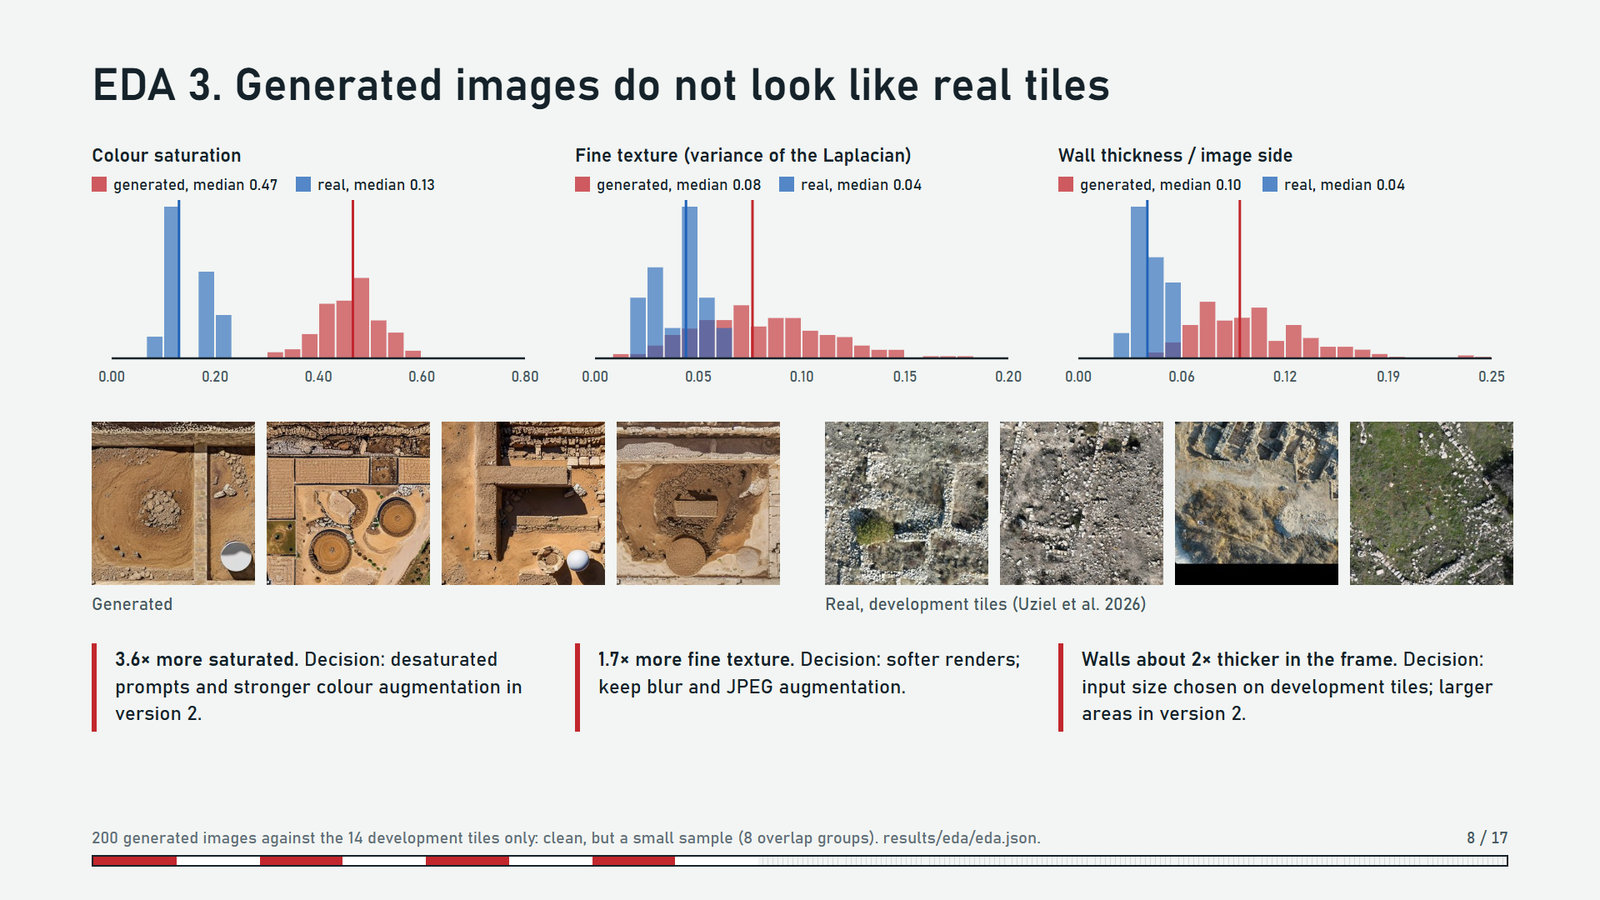 EDA 3. Generated images do not look like real tiles
Colour saturation
generated, median 0.47 real, median 0.13
0.00 0.20 0.40 0.60 0.80
Fine texture (variance of the Laplacian)
generated, median 0.08 real, median 0.04
0.00 0.05 0.10 0.15 0.20
Wall thickness / image side
generated, median 0.10 real, median 0.04
0.00 0.06 0.12 0.19 0.25
Generated
Real, development tiles (Uziel et al. 2026)
3.6× more saturated. Decision: desaturated
prompts and stronger colour augmentation in
version 2.
1.7× more fine texture. Decision: softer renders;
keep blur and JPEG augmentation.
Walls about 2× thicker in the frame. Decision:
input size chosen on development tiles; larger
areas in version 2.
200 generated images against the 14 development tiles only: clean, but a small sample (8 overlap groups). results/eda/eda.json.
8 / 17